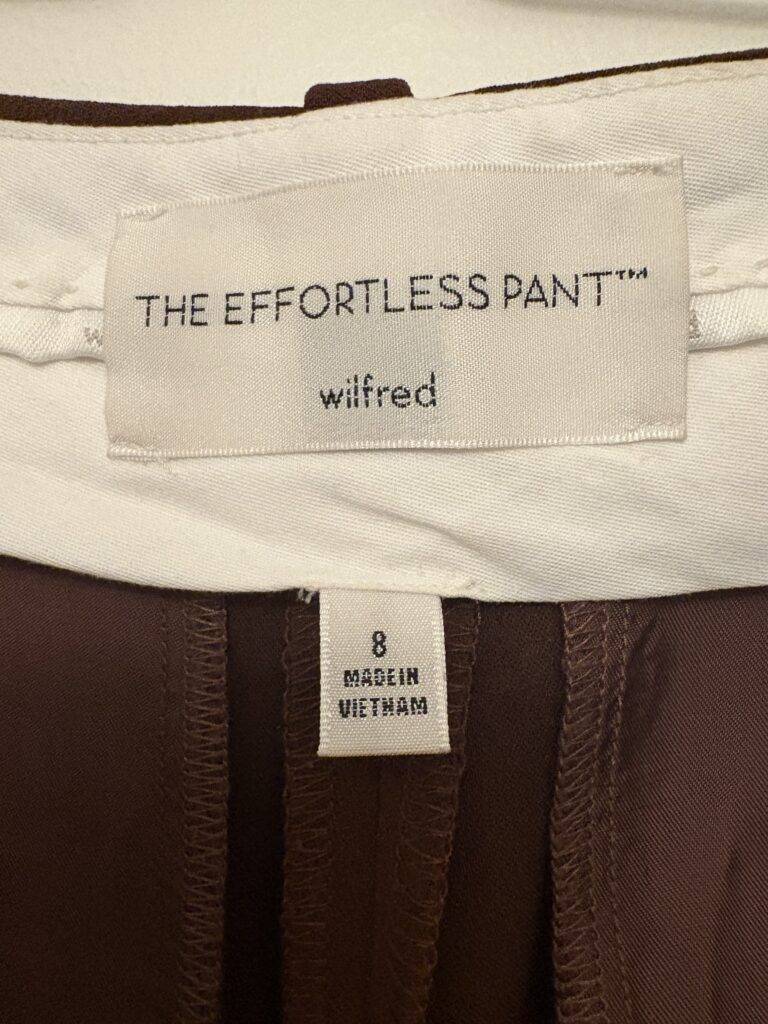 THE EFFORTLESS PANT™
wilfred
8
MADE IN
VIETNAM